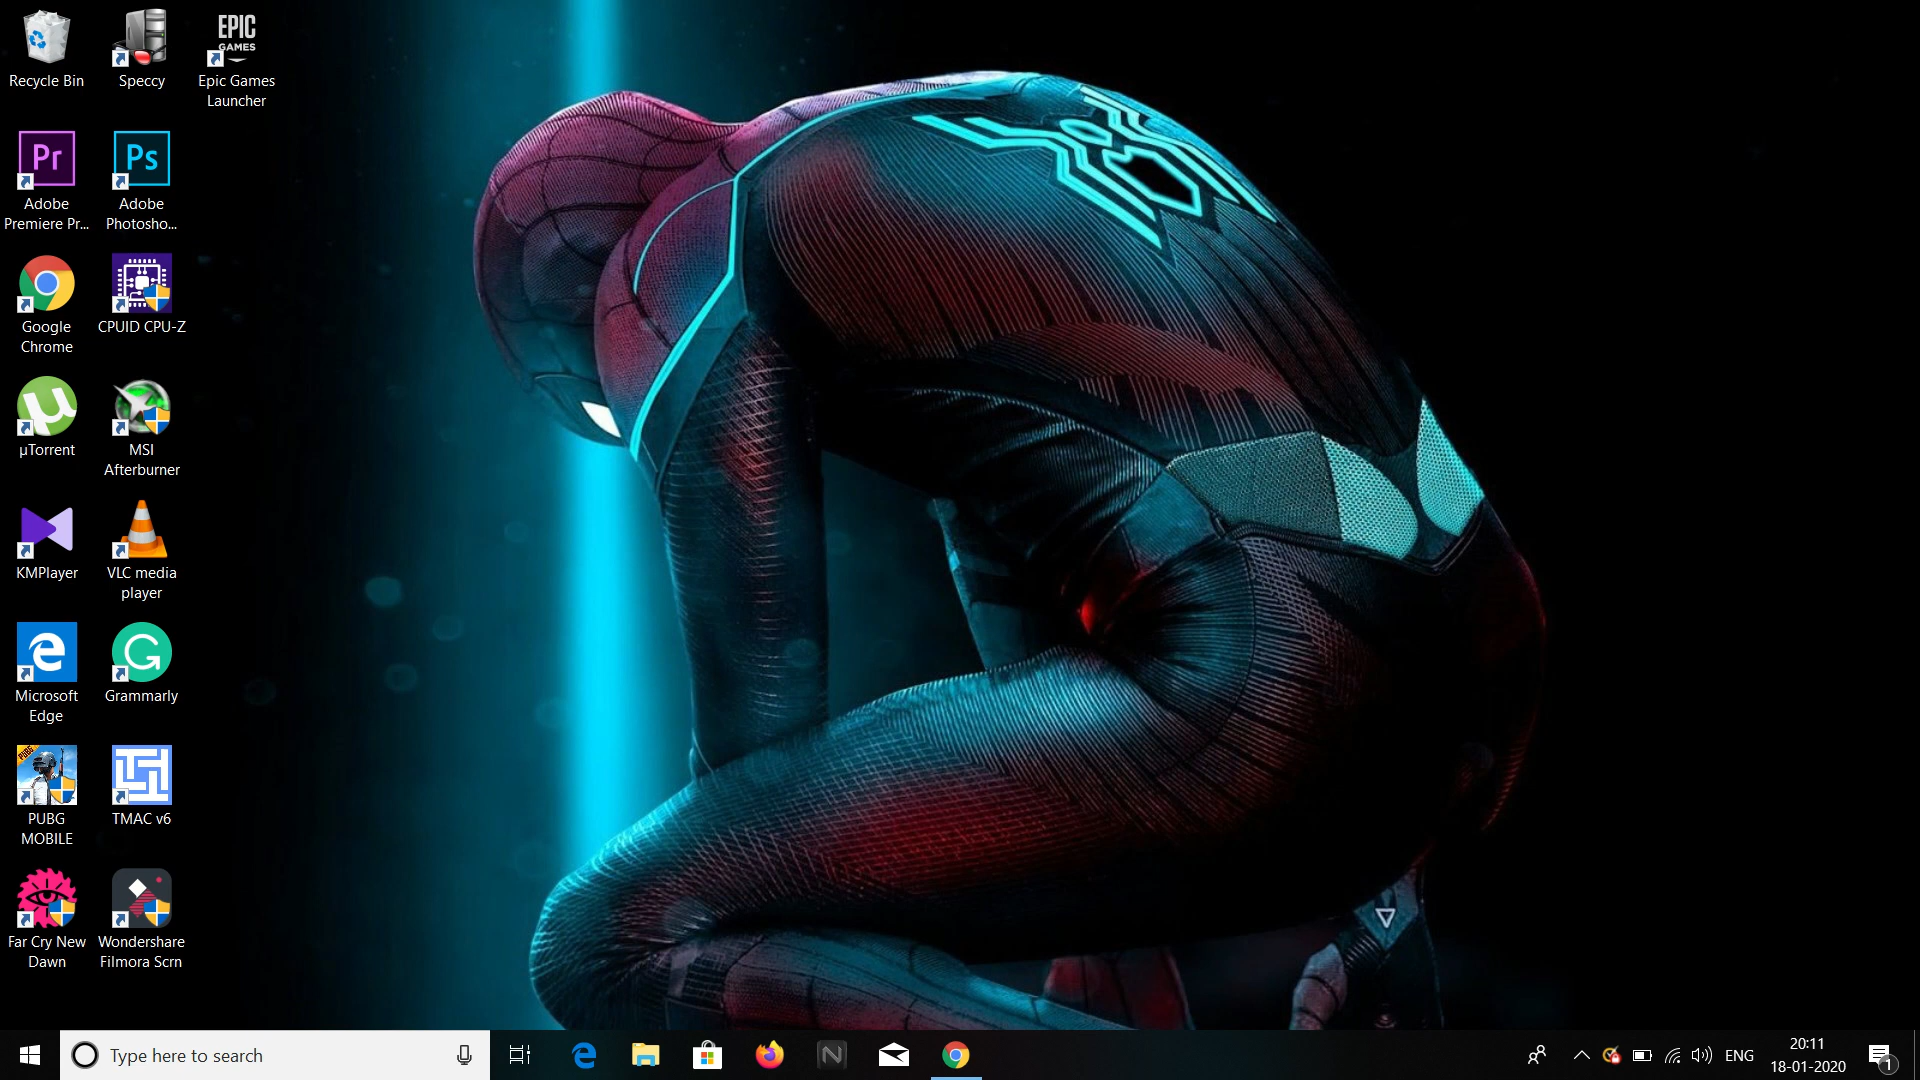 Recycle Bin
Speccy
EPIC
GAMES
Epic Games
Launcher
Pr
Adobe
Premiere Pr...
Ps
Adobe
Photosho...
Google
Chrome
CPUID CPU-Z
µTorrent
MSI
Afterburner
KMPlayer
VLC media
player
Microsoft
Edge
Grammarly
PUBG
PUBG
MOBILE
TMAC v6
Far Cry New
Dawn
Wondershare
Filmora Scrn
Type here to search
ENG
20:11
18-01-2020
1